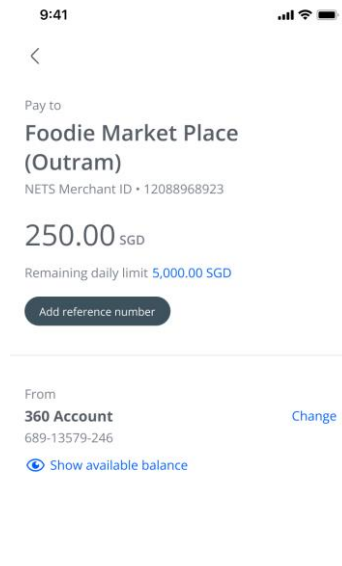 9:41
Pay to
Foodie Market Place
(Outram)
NETS Merchant ID • 12088968923
250.00 SGD
Remaining daily limit 5,000.00 SGD
Add reference number
From
360 Account
Change
689-13579-246
Show available balance